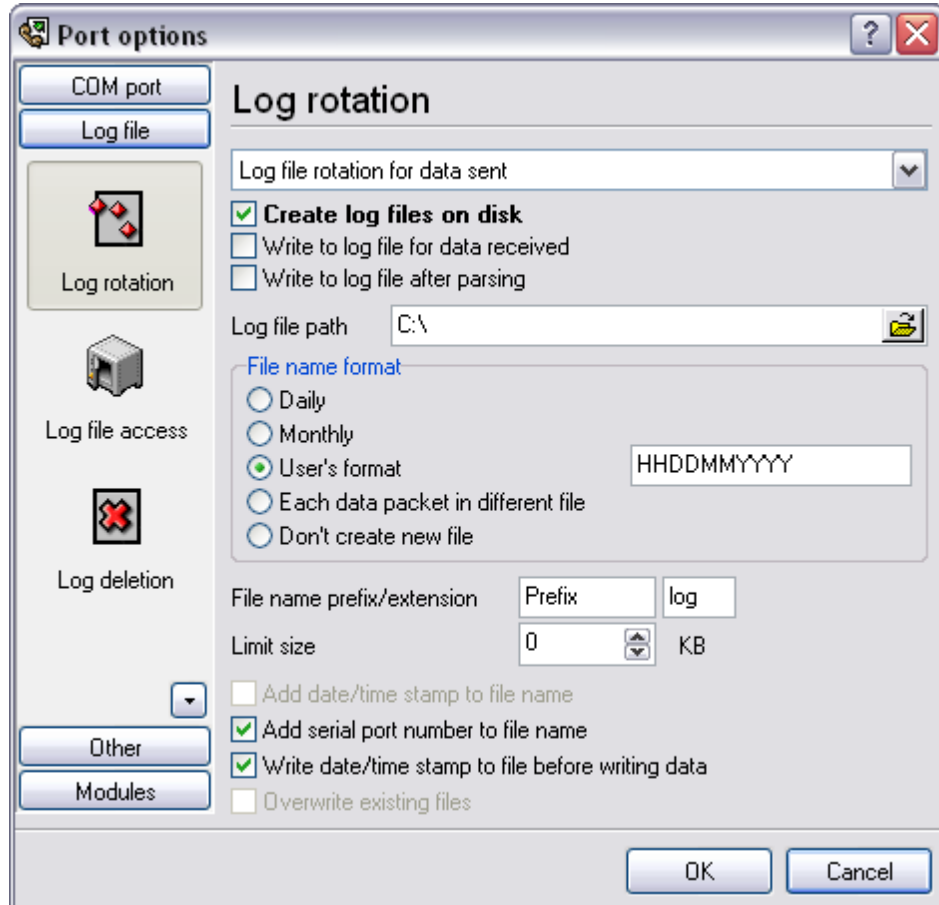 Port options
COM port
Log file
Log rotation
Log file access
Log deletion
Other
Modules
Log rotation
Log file rotation for data sent
Create log files on disk
Write to log file for data received
Write to log file after parsing
Log file path C:\
File name format
Daily
Monthly
User's format HHDDMMYYYY
Each data packet in different file
Don't create new file
File name prefix/extension Prefix log
Limit size 0 KB
Add date/time stamp to file name
Add serial port number to file name
Write date/time stamp to file before writing data
Overwrite existing files
OK Cancel